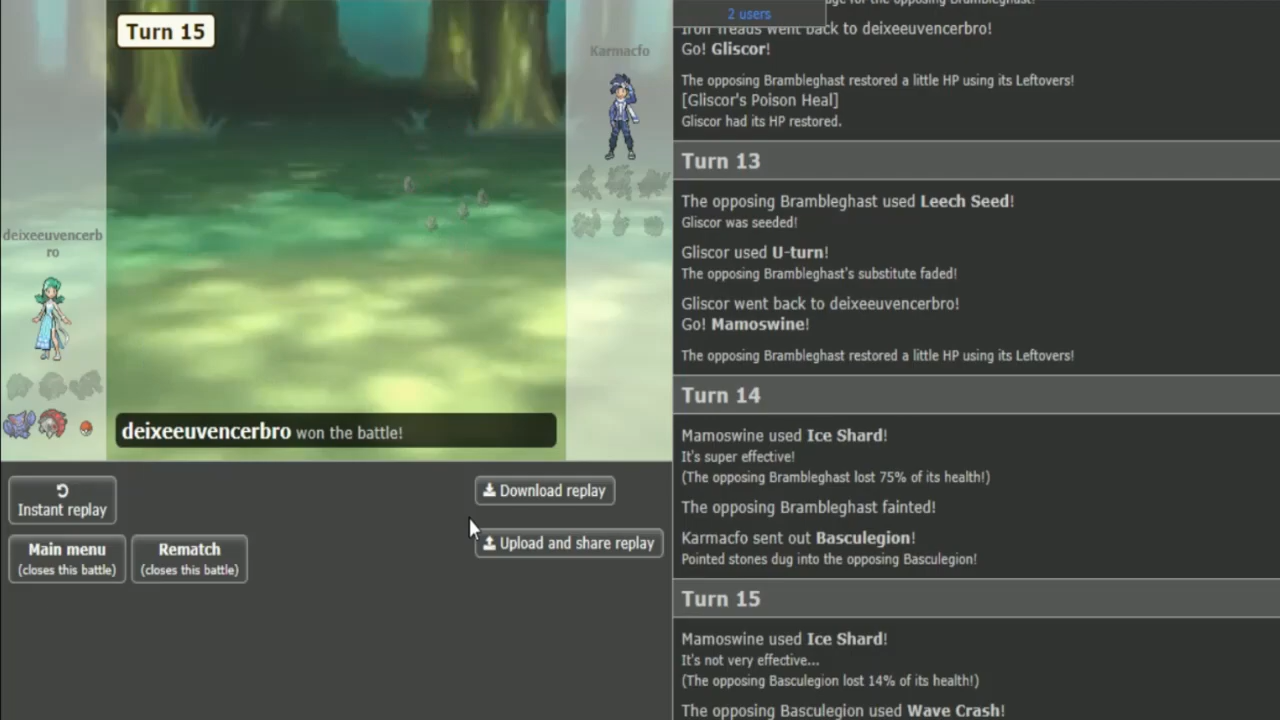 Turn 15
Karmacfo
deixeeuvencerb
ro
deixeeuvencerbro won the battle!
Instant replay
Download replay
Upload and share replay
Main menu
(closes this battle)
Rematch
(closes this battle)
2 users
ge for the opposing Brambleghast!
Iron Treads went back to deixeeuvencerbro!
Go! Gliscor!
The opposing Brambleghast restored a little HP using its Leftovers!
[Gliscor's Poison Heal]
Gliscor had its HP restored.
Turn 13
The opposing Brambleghast used Leech Seed!
Gliscor was seeded!
Gliscor used U-turn!
The opposing Brambleghast's substitute faded!
Gliscor went back to deixeeuvencerbro!
Go! Mamoswine!
The opposing Brambleghast restored a little HP using its Leftovers!
Turn 14
Mamoswine used Ice Shard!
It's super effective!
(The opposing Brambleghast lost 75% of its health!)
The opposing Brambleghast fainted!
Karmacfo sent out Basculegion!
Pointed stones dug into the opposing Basculegion!
Turn 15
Mamoswine used Ice Shard!
It's not very effective...
(The opposing Basculegion lost 14% of its health!)
The opposing Basculegion used Wave Crash!